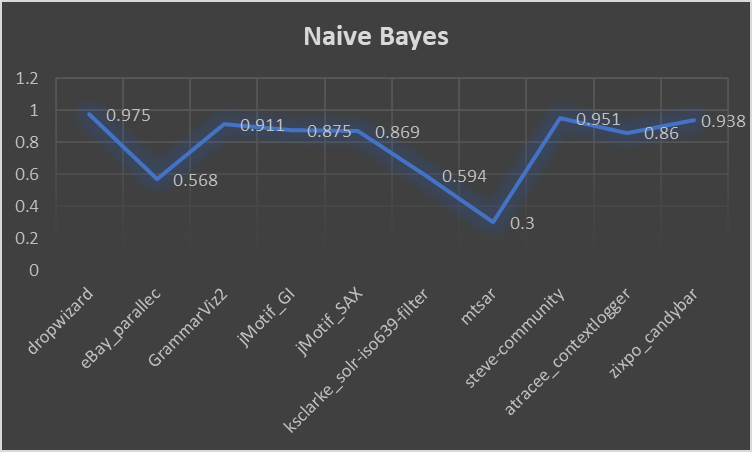 Naive Bayes
1.2
1
0.8
0.6
0.4
0.2
0
0.975
0.568
0.911
0.875
0.869
0.594
0.3
0.951
0.86
0.938
dropwizard
eBay_parallec
GrammarViz2
jMotif_GI
jMotif_SAX
ksclarke_solr-iso639-filter
mtsar
steve-community
atracee_contextlogger
zixpo_candybar